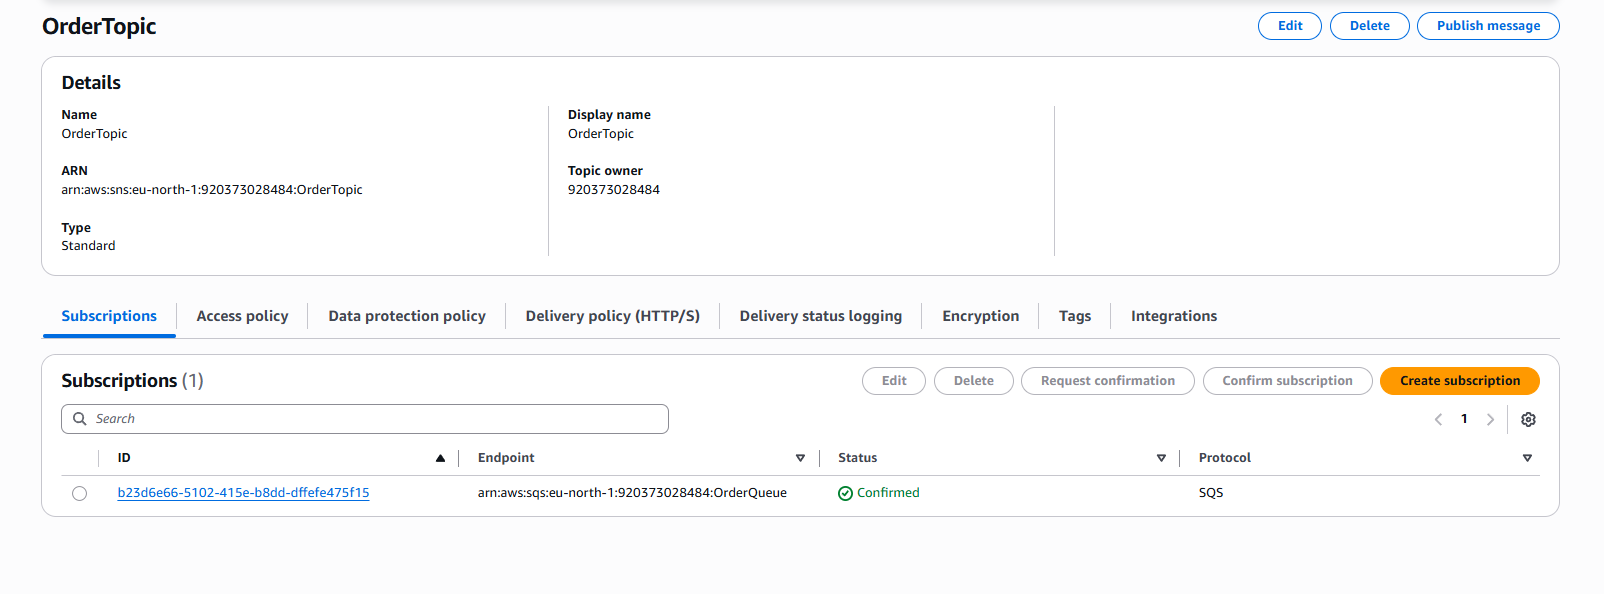 OrderTopic
Edit
Delete
Publish message
Details
Name
OrderTopic
Display name
OrderTopic
ARN
arn:aws:sns:eu-north-1:920373028484:OrderTopic
Topic owner
920373028484
Type
Standard
Subscriptions
Access policy
Data protection policy
Delivery policy (HTTP/S)
Delivery status logging
Encryption
Tags
Integrations
Subscriptions (1)
Edit
Delete
Request confirmation
Confirm subscription
Create subscription
Search
1
ID
Endpoint
Status
Protocol
b23d6e66-5102-415e-b8dd-dffefe475f15
arn:aws:sqs:eu-north-1:920373028484:OrderQueue
Confirmed
SQS